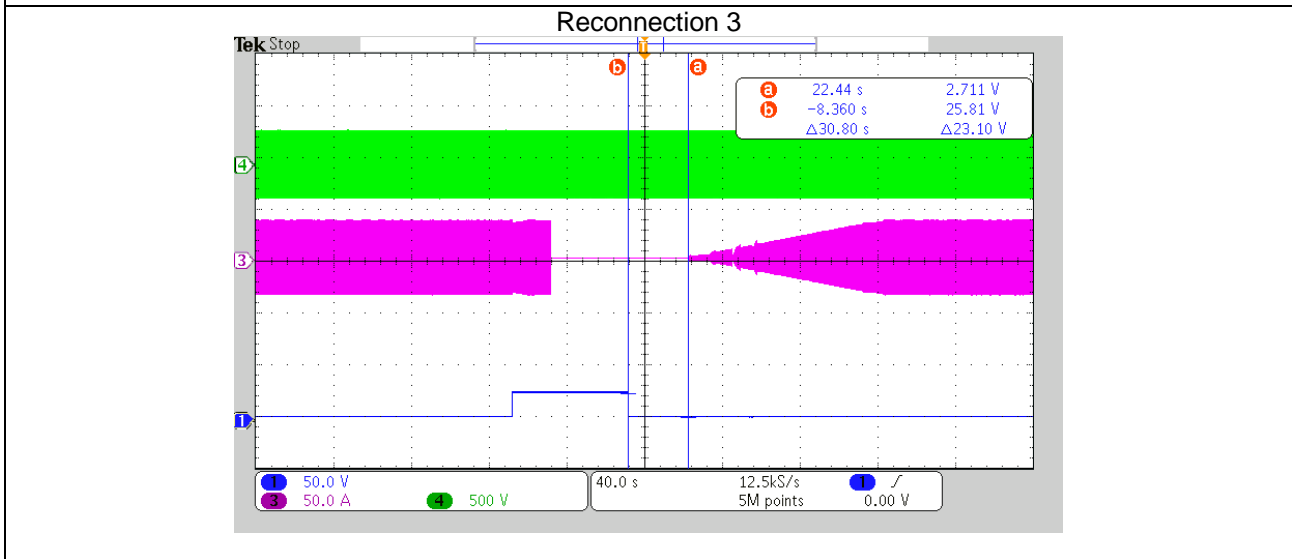 Reconnection 3
Tek Stop
T
b a
a 22.44 s 2.711 V
b -8.360 s 25.81 V
Δ30.80 s Δ23.10 V
4
3
1
1 50.0 V 40.0 s 12.5kS/s 1 ∕
3 50.0 A 4 500 V 5M points 0.00 V